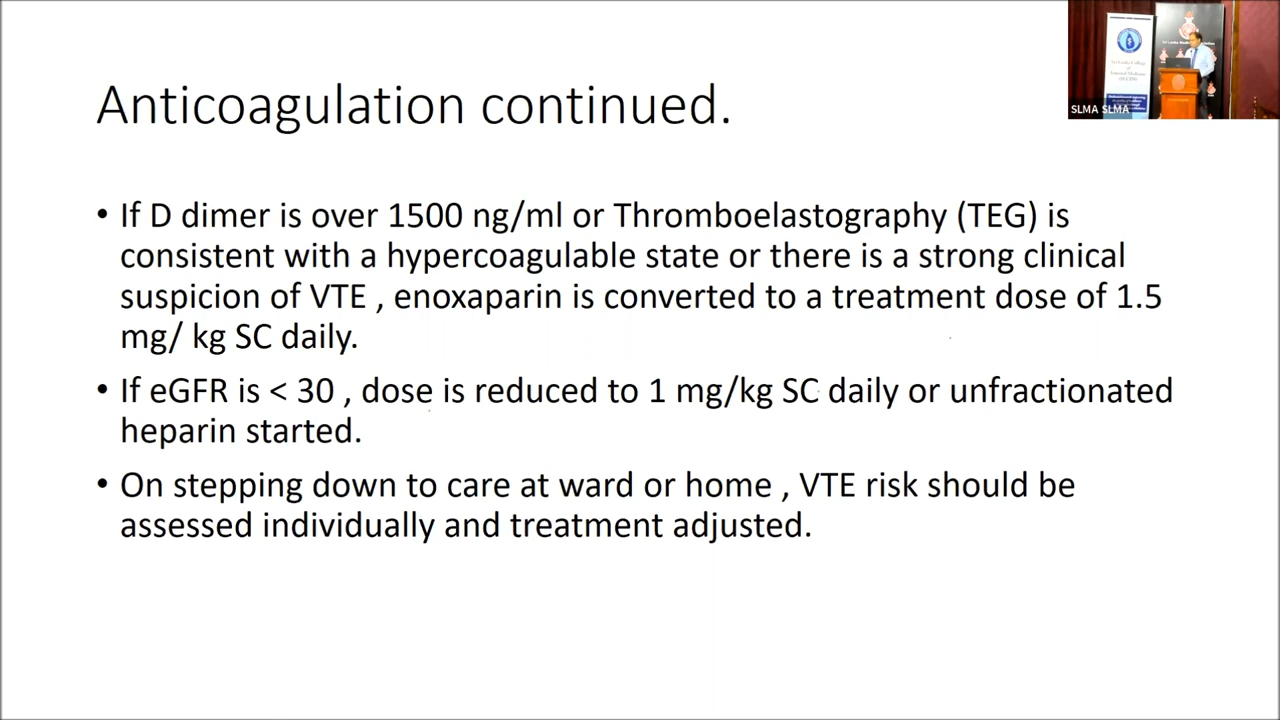 Anticoagulation continued.
• If D dimer is over 1500 ng/ml or Thromboelastography (TEG) is
consistent with a hypercoagulable state or there is a strong clinical
suspicion of VTE , enoxaparin is converted to a treatment dose of 1.5
mg/ kg SC daily.
• If eGFR is < 30 , dose is reduced to 1 mg/kg SC daily or unfractionated
heparin started.
• On stepping down to care at ward or home , VTE risk should be
assessed individually and treatment adjusted.
SLMA SLMA